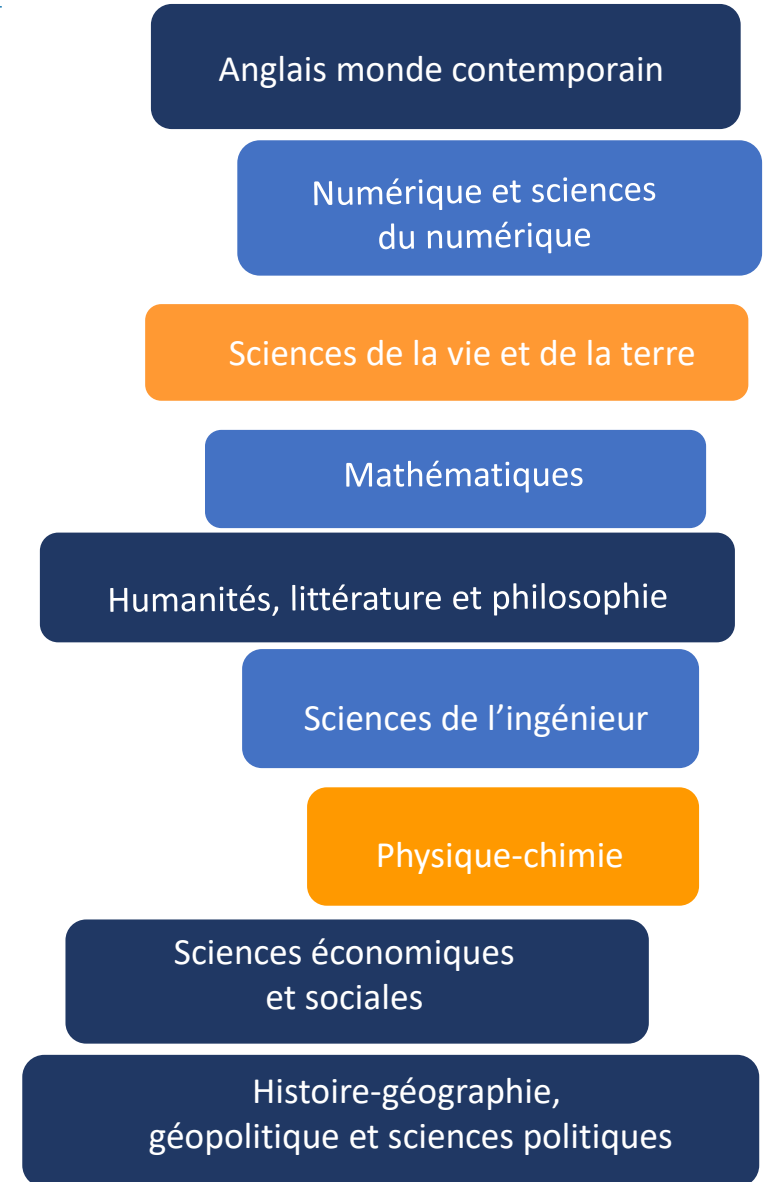 Anglais monde contemporain
Numérique et sciences
du numérique
Sciences de la vie et de la terre
Mathématiques
Humanités, littérature et philosophie
Sciences de l’ingénieur
Physique-chimie
Sciences économiques
et sociales
Histoire-géographie,
géopolitique et sciences politiques